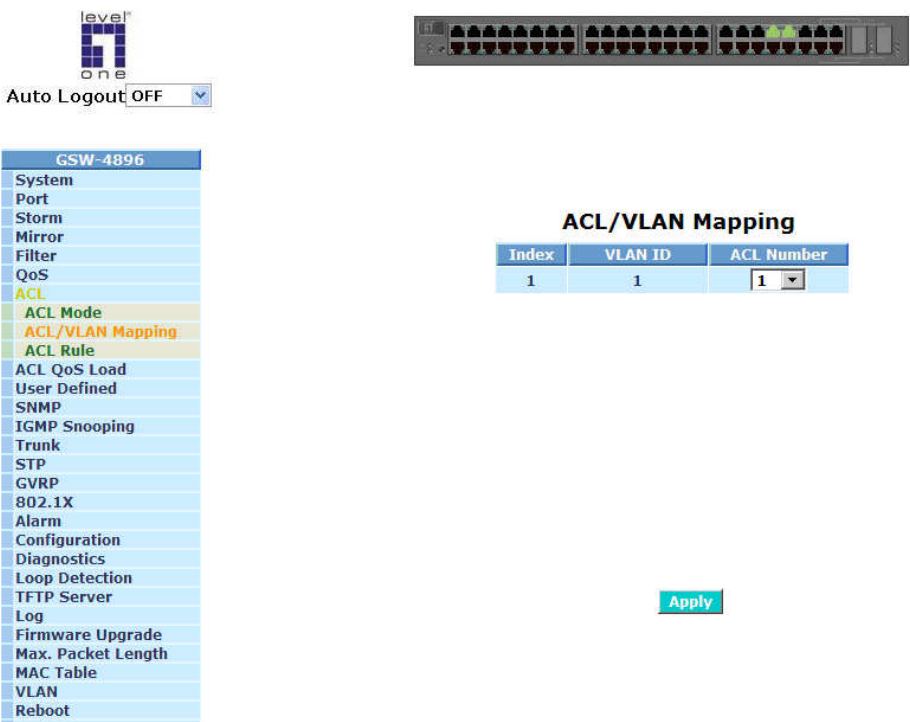 level
one
Auto Logout OFF
GSW-4896
System
Port
Storm
Mirror
Filter
QoS
ACL
ACL Mode
ACL/VLAN Mapping
ACL Rule
ACL QoS Load
User Defined
SNMP
IGMP Snooping
Trunk
STP
GVRP
802.1X
Alarm
Configuration
Diagnostics
Loop Detection
TFTP Server
Log
Firmware Upgrade
Max. Packet Length
MAC Table
VLAN
Reboot
ACL/VLAN Mapping
Index VLAN ID ACL Number
1 1 1
Apply